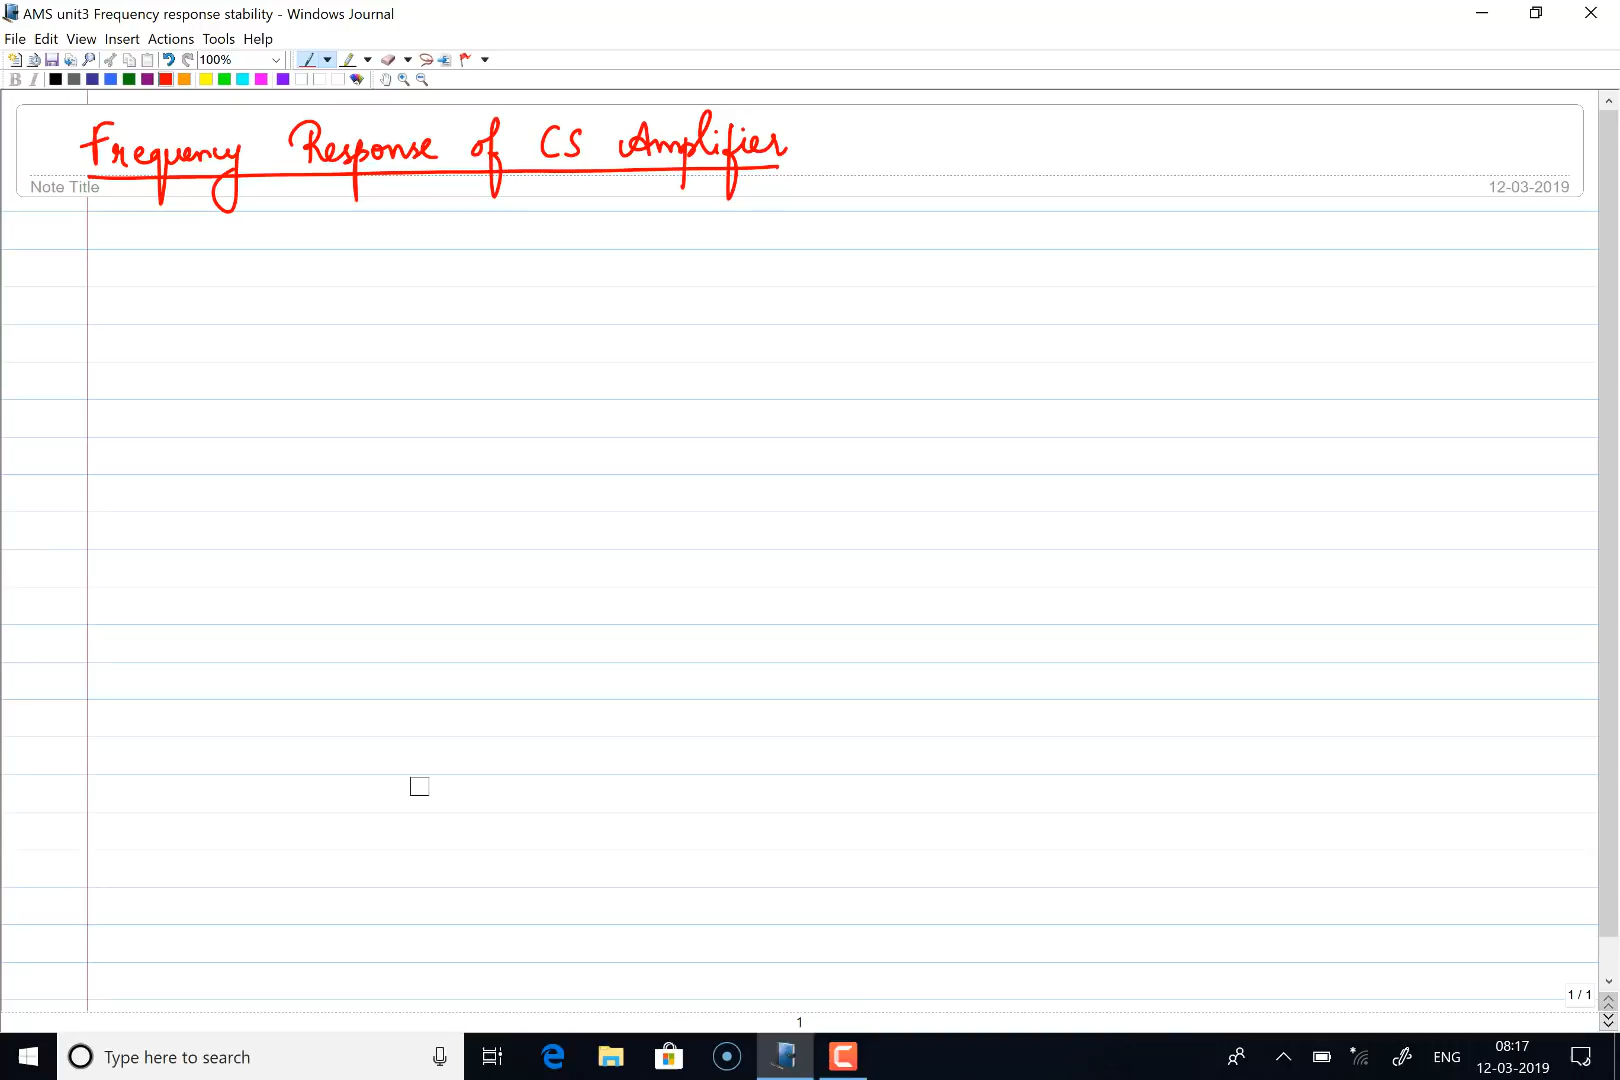 AMS unit3 Frequency response stability - Windows Journal
File Edit View Insert Actions Tools Help
100%
B I
Frequency Response of CS Amplifier
Note Title
12-03-2019
1 / 1
1
Type here to search
ENG
08:17
12-03-2019